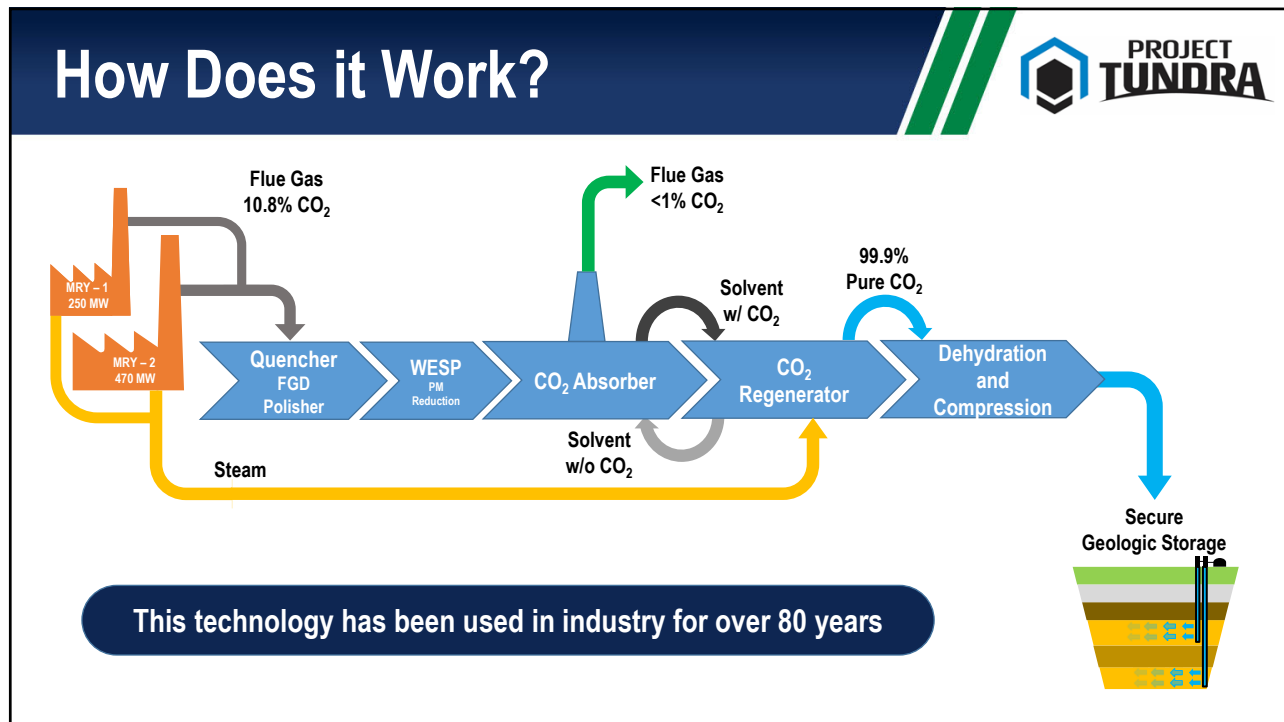 How Does it Work?
PROJECT
TUNDRA
Flue Gas
10.8% CO₂
Flue Gas
<1% CO₂
MRY – 1
250 MW
MRY – 2
470 MW
Solvent
w/ CO₂
99.9%
Pure CO₂
Quencher
FGD
Polisher
WESP
PM
Reduction
CO₂ Absorber
CO₂
Regenerator
Dehydration
and
Compression
Solvent
w/o CO₂
Steam
Secure
Geologic Storage
This technology has been used in industry for over 80 years